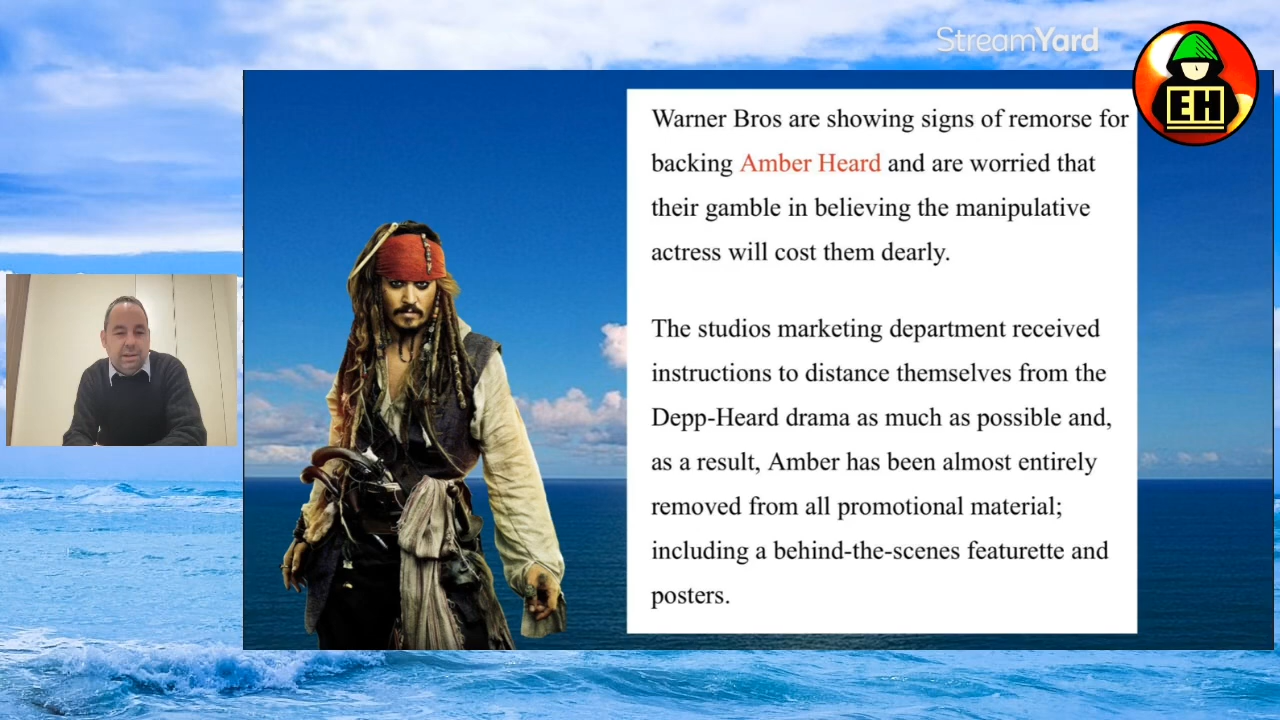 StreamYard
EH
Warner Bros are showing signs of remorse for
backing Amber Heard and are worried that
their gamble in believing the manipulative
actress will cost them dearly.
The studios marketing department received
instructions to distance themselves from the
Depp-Heard drama as much as possible and,
as a result, Amber has been almost entirely
removed from all promotional material;
including a behind-the-scenes featurette and
posters.